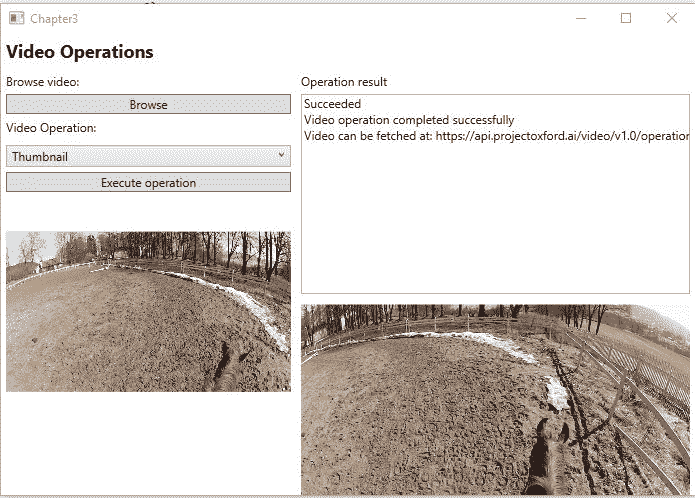 Chapter3
Video Operations
Browse video:
Browse
Video Operation:
Thumbnail
Execute operation
Operation result
Succeeded
Video operation completed successfully
Video can be fetched at: https://api.projectoxford.ai/video/v1.0/operation